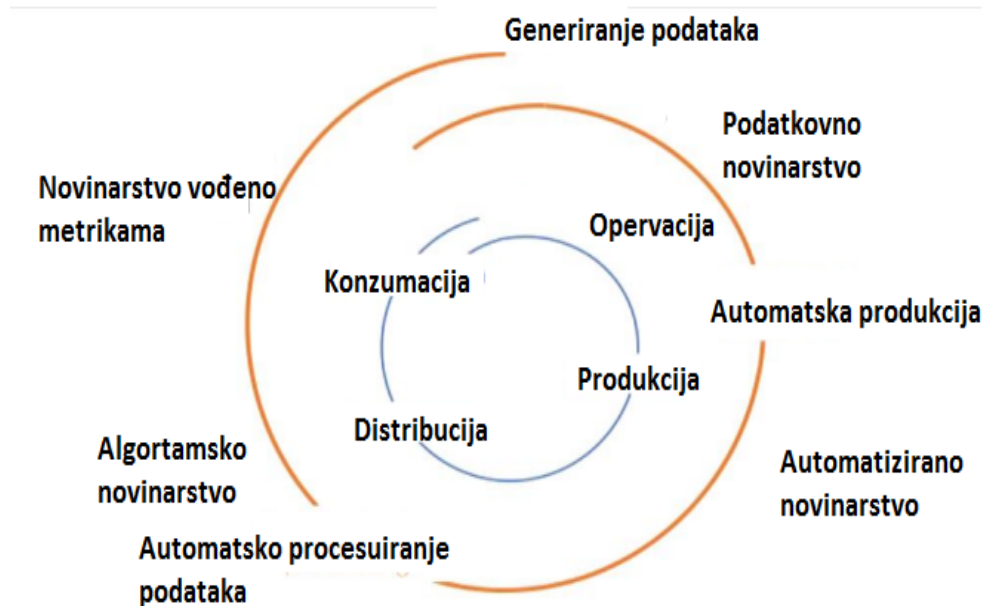 Generiranje podataka
Podatkovno
novinarstvo
Novinarstvo vođeno
metrikama
Opervacija
Konzumacija
Automatska produkcija
Produkcija
Distribucija
Algortamsko
novinarstvo
Automatizirano
novinarstvo
Automatsko procesuiranje
podataka